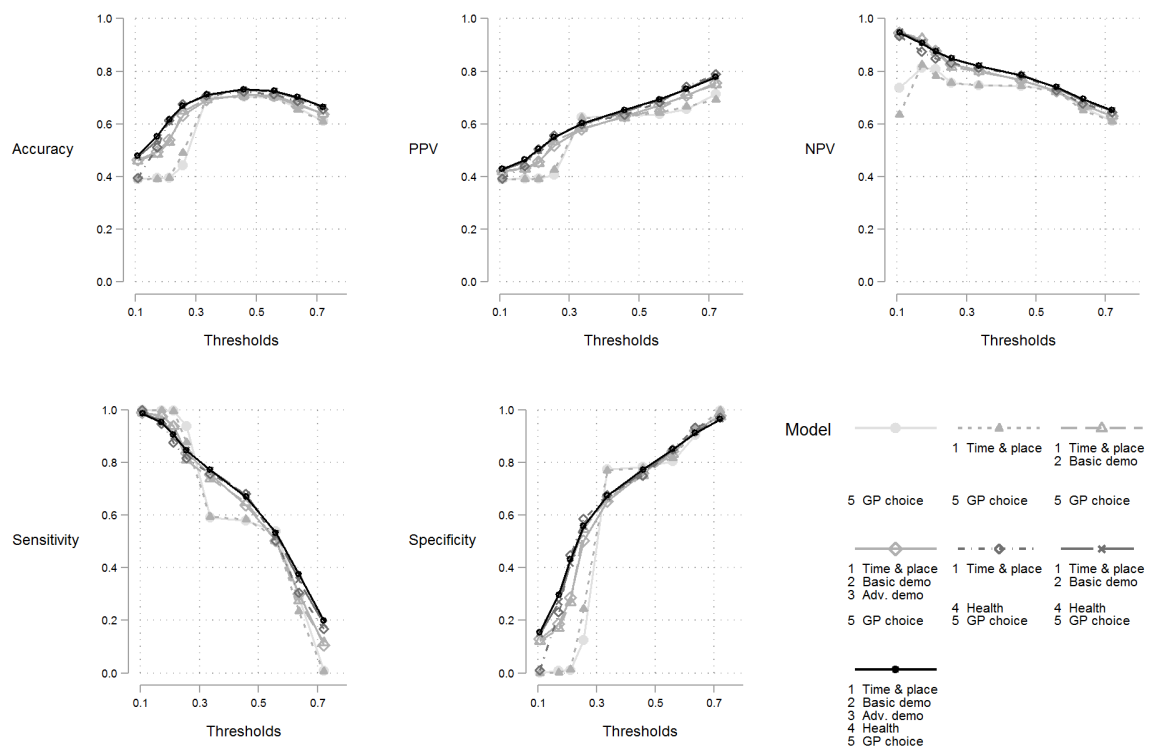 1.0
0.8
0.6
Accuracy
0.4
0.2
0.0
0.1 0.3 0.5 0.7
Thresholds
1.0
0.8
0.6
PPV
0.4
0.2
0.0
0.1 0.3 0.5 0.7
Thresholds
1.0
0.8
0.6
NPV
0.4
0.2
0.0
0.1 0.3 0.5 0.7
Thresholds
1.0
0.8
0.6
Sensitivity
0.4
0.2
0.0
0.1 0.3 0.5 0.7
Thresholds
1.0
0.8
0.6
Specificity
0.4
0.2
0.0
0.1 0.3 0.5 0.7
Thresholds
Model
5 GP choice
1 Time & place
5 GP choice
1 Time & place
2 Basic demo
5 GP choice
1 Time & place
2 Basic demo
3 Adv. demo
5 GP choice
1 Time & place
4 Health
5 GP choice
1 Time & place
2 Basic demo
4 Health
5 GP choice
1 Time & place
2 Basic demo
3 Adv. demo
4 Health
5 GP choice